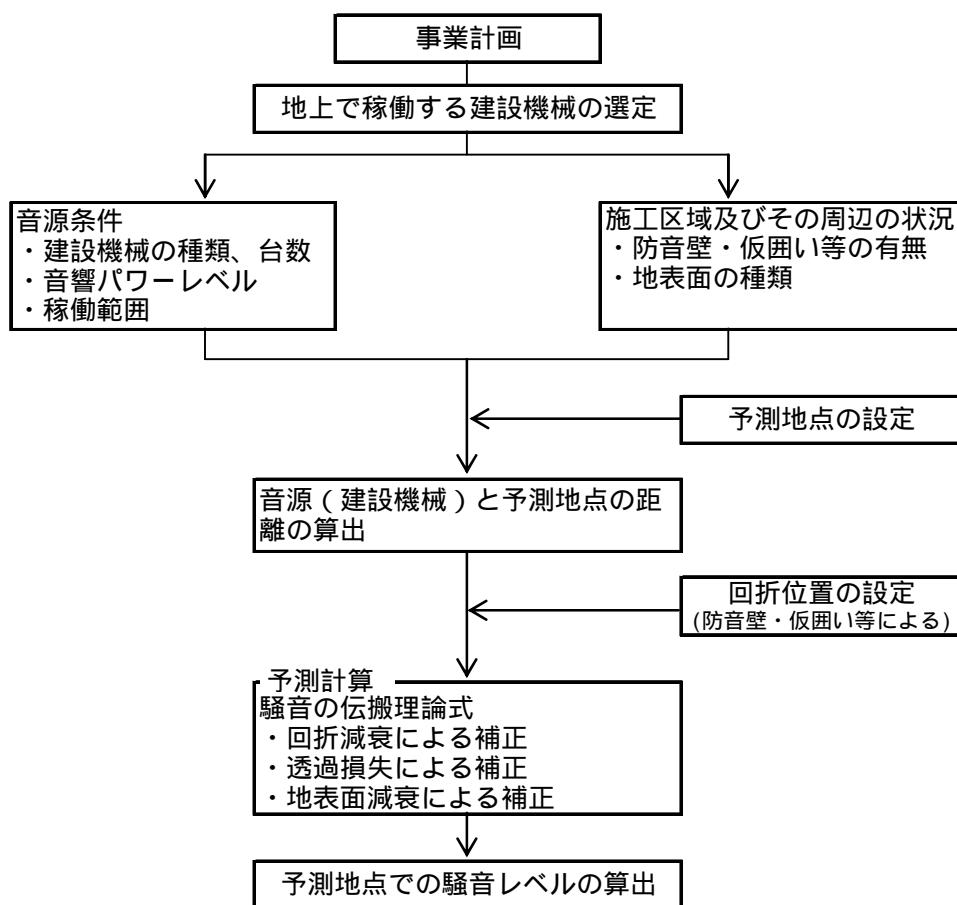 事業計画
地上で稼働する建設機械の選定
音源条件
・建設機械の種類、台数
・音響パワーレベル
・稼働範囲
施工区域及びその周辺の状況
・防音壁・仮囲い等の有無
・地表面の種類
予測地点の設定
音源(建設機械)と予測地点の距
離の算出
回折位置の設定
(防音壁・仮囲い等による)
予測計算
騒音の伝搬理論式
・回折減衰による補正
・透過損失による補正
・地表面減衰による補正
予測地点での騒音レベルの算出